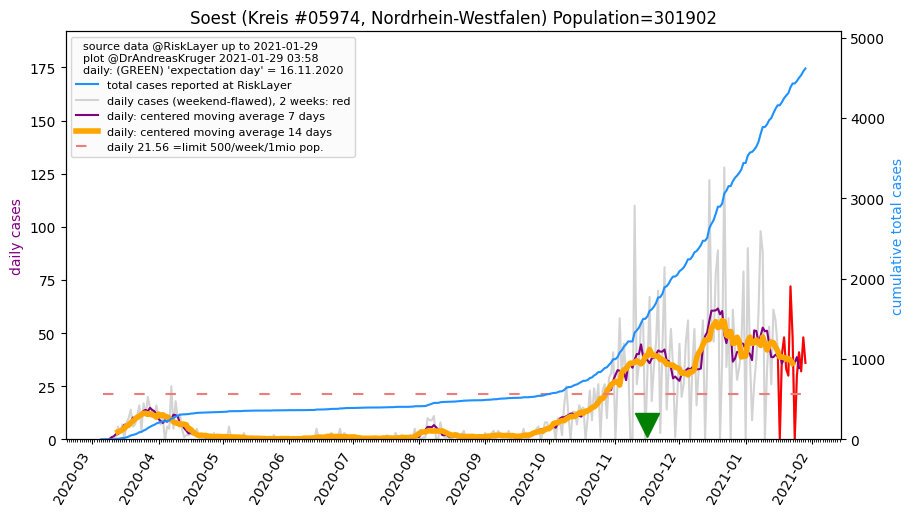 Soest (Kreis #05974, Nordrhein-Westfalen) Population=301902
source data @RiskLayer up to 2021-01-29
plot @DrAndreasKruger 2021-01-29 03:58
daily: (GREEN) 'expectation day' = 16.11.2020
total cases reported at RiskLayer
daily cases (weekend-flawed), 2 weeks: red
daily: centered moving average 7 days
daily: centered moving average 14 days
daily 21.56 =limit 500/week/1mio pop.
daily cases
175
150
125
100
75
50
25
0
cumulative total cases
5000
4000
3000
2000
1000
0
2020-03
2020-04
2020-05
2020-06
2020-07
2020-08
2020-09
2020-10
2020-11
2020-12
2021-01
2021-02